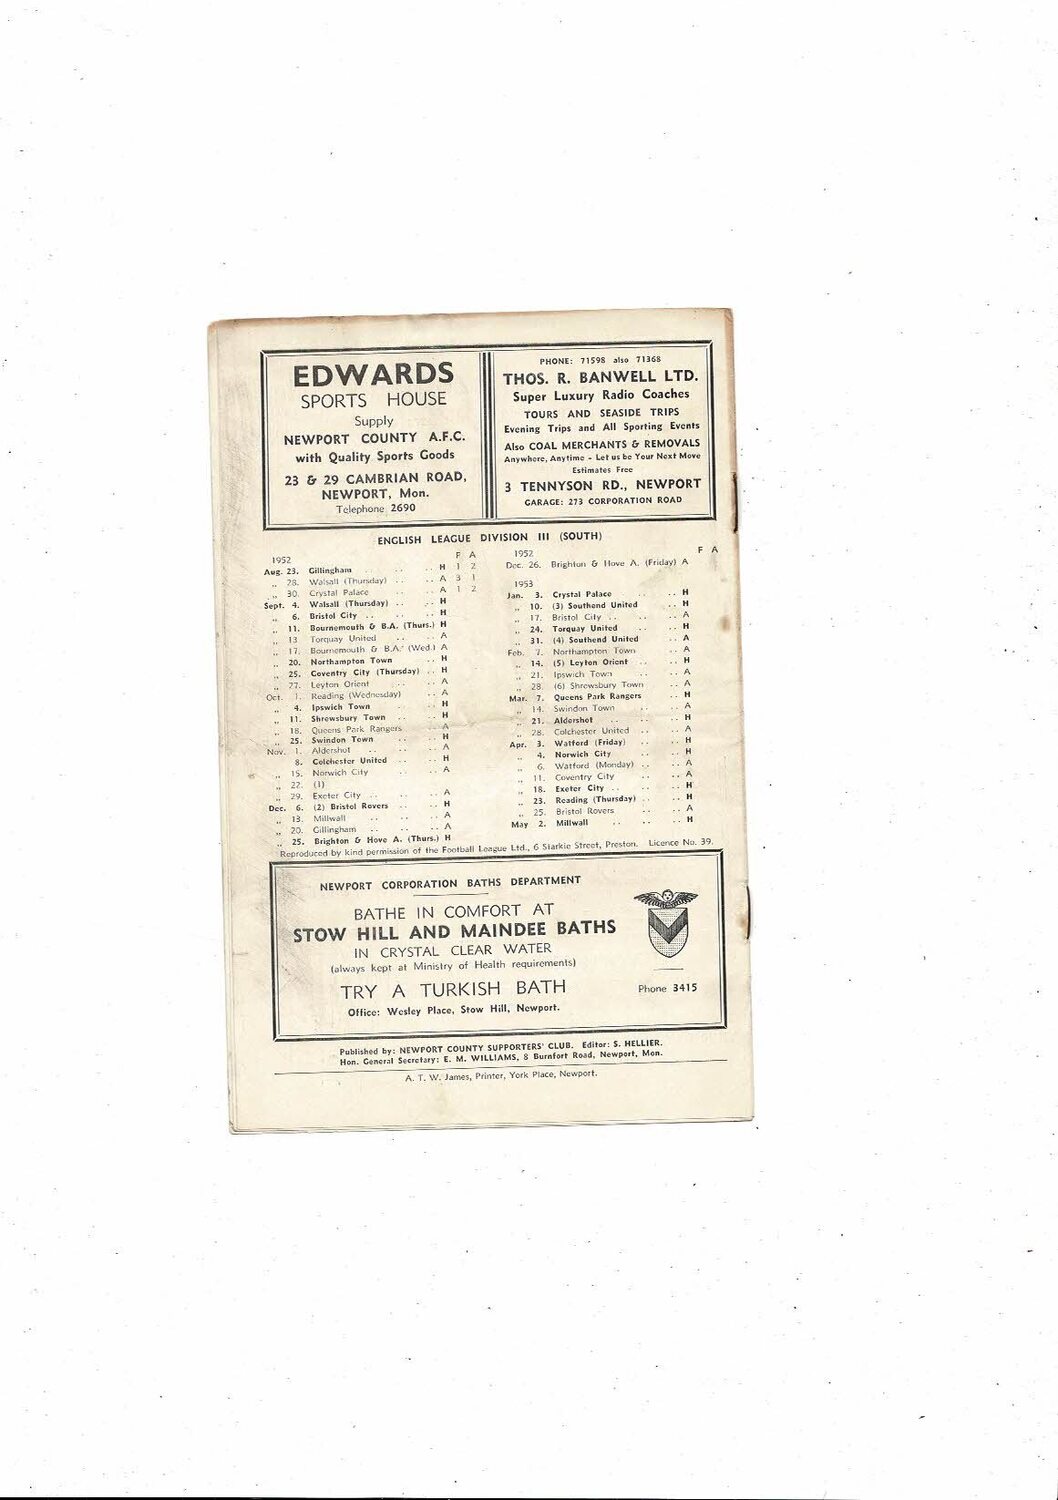 EDWARDS
SPORTS HOUSE
Supply
NEWPORT COUNTY A.F.C.
with Quality Sports Goods
23 & 29 CAMBRIAN ROAD,
NEWPORT, Mon.
Telephone 2690
PHONE: 71598 also 71368
THOS. R. BANWELL LTD.
Super Luxury Radio Coaches
TOURS AND SEASIDE TRIPS
Evening Trips and All Sporting Events
Also COAL MERCHANTS & REMOVALS
Anywhere, Anytime - Let us be Your Next Move
Estimates Free
3 TENNYSON RD., NEWPORT
GARAGE: 273 CORPORATION ROAD
ENGLISH LEAGUE DIVISION III (SOUTH)
1952 F A
Aug. 23. Gillingham .. .. .. H 1 2
„ 28. Walsall (Thursday) .. .. A 3 1
„ 30. Crystal Palace .. .. A 1 2
Sept. 4. Walsall (Thursday) .. .. H
„ 6. Bristol City .. .. .. H
„ 11. Bournemouth & B.A. (Thurs.) H
„ 13 Torquay United .. .. A
„ 17. Bournemouth & B.A. (Wed.) A
„ 20. Northampton Town .. H
„ 25. Coventry City (Thursday) .. H
„ 27. Leyton Orient .. .. A
Oct. 1. Reading (Wednesday) .. A
„ 4. Ipswich Town .. .. H
„ 11. Shrewsbury Town .. .. H
„ 18. Queens Park Rangers A
„ 25. Swindon Town .. .. H
Nov. 1. Aldershot .. .. .. A
8. Colchester United .. .. H
„ 15. Norwich City .. .. A
„ 22. (1)
„ 29. Exeter City .. .. .. A
Dec. 6. (2) Bristol Rovers .. .. H
„ 13. Millwall .. .. .. A
„ 20. Gillingham .. .. .. A
„ 25. Brighton & Hove A. (Thurs.) H
1952 F A
Dec. 26. Brighton & Hove A. (Friday) A
1953
Jan. 3. Crystal Palace .. .. H
„ 10. (3) Southend United .. H
„ 17. Bristol City .. .. .. A
„ 24. Torquay United .. .. H
„ 31. (4) Southend United .. A
Feb. 7. Northampton Town .. A
„ 14. (5) Leyton Orient .. .. H
„ 21. Ipswich Town .. .. A
„ 28. (6) Shrewsbury Town .. A
Mar. 7. Queens Park Rangers .. H
„ 14. Swindon Town .. .. A
„ 21. Aldershot .. .. .. H
„ 28. Colchester United .. .. A
Apr. 3. Watford (Friday) .. .. H
„ 4. Norwich City .. .. H
„ 6. Watford (Monday) .. .. A
„ 11. Coventry City .. .. A
„ 18. Exeter City .. .. .. H
„ 23. Reading (Thursday) .. .. H
„ 25. Bristol Rovers .. .. A
May 2. Millwall .. .. .. H
Reproduced by kind permission of the Football League Ltd., 6 Starkie Street, Preston. Licence No. 39.
NEWPORT CORPORATION BATHS DEPARTMENT
BATHE IN COMFORT AT
STOW HILL AND MAINDEE BATHS
IN CRYSTAL CLEAR WATER
(always kept at Ministry of Health requirements)
TRY A TURKISH BATH
Phone 3415
Office: Wesley Place, Stow Hill, Newport.
Published by: NEWPORT COUNTY SUPPORTERS' CLUB. Editor: S. HELLIER.
Hon. General Secretary: E. M. WILLIAMS, 8 Burnfort Road, Newport, Mon.
A. T. W. James, Printer, York Place, Newport.